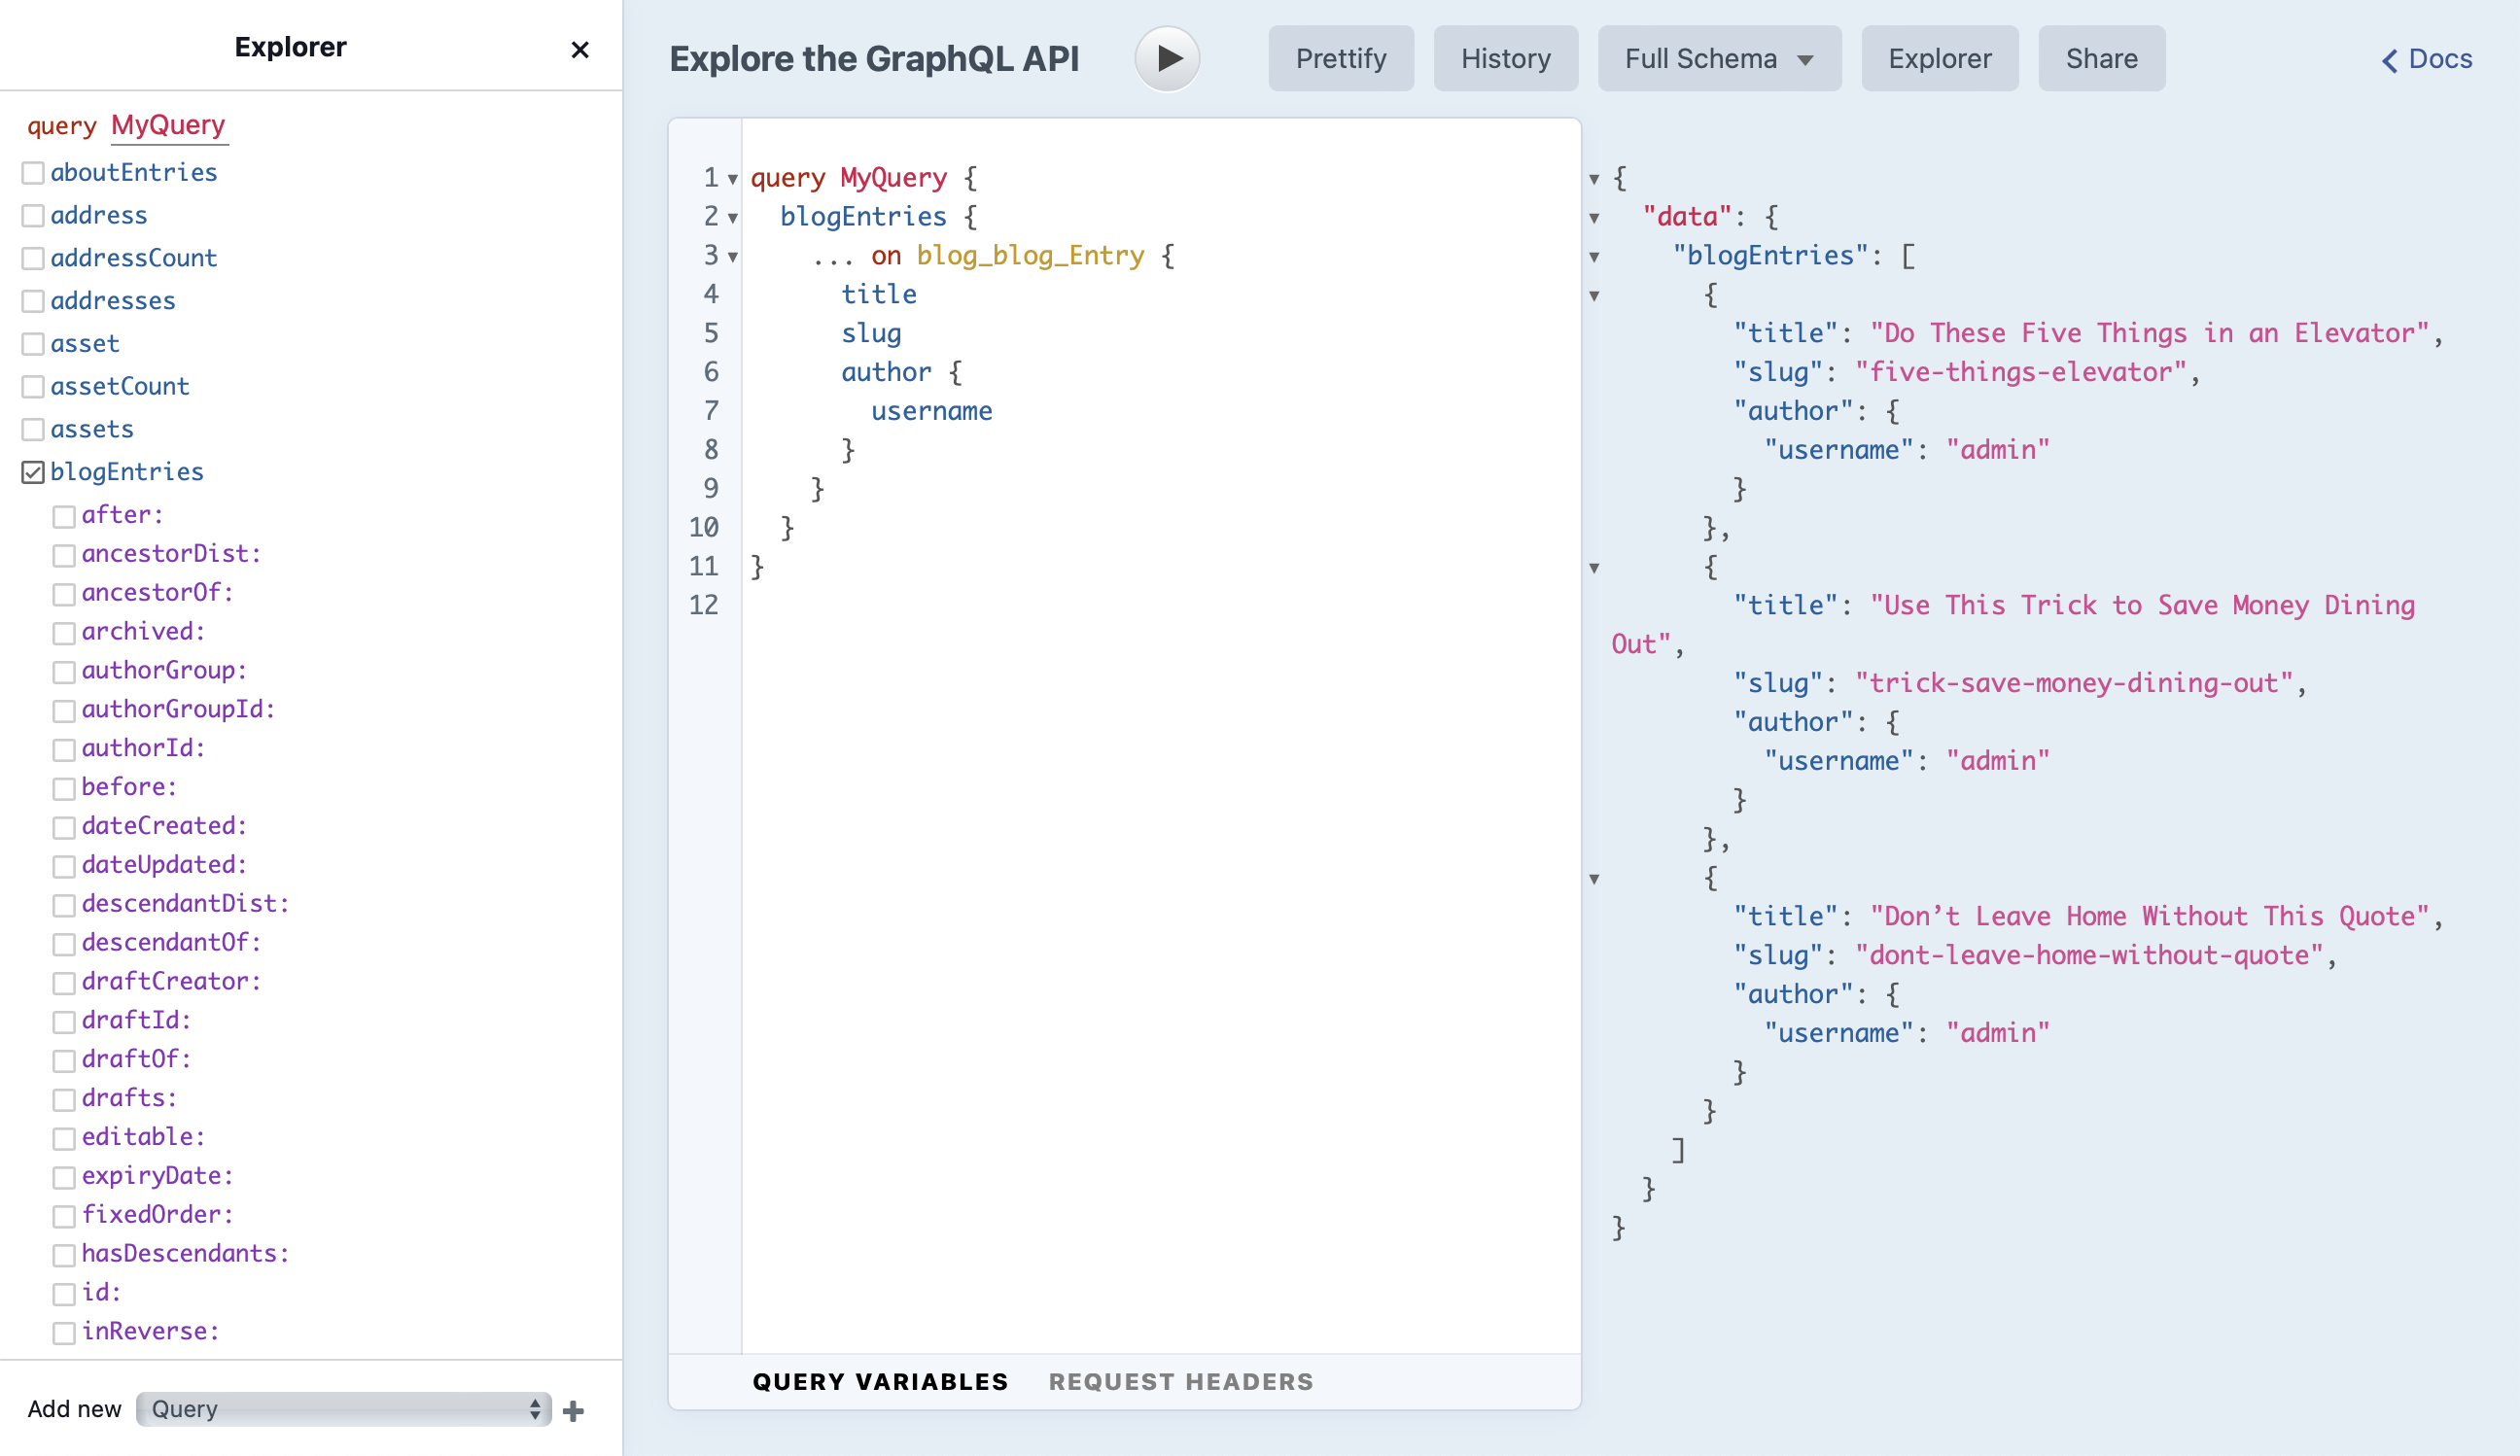 Explorer
query MyQuery
aboutEntries
address
addressCount
addresses
asset
assetCount
assets
blogEntries
after:
ancestorDist:
ancestorOf:
archived:
authorGroup:
authorGroupId:
authorId:
before:
dateCreated:
dateUpdated:
descendantDist:
descendantOf:
draftCreator:
draftId:
draftOf:
drafts:
editable:
expiryDate:
fixedOrder:
hasDescendants:
id:
inReverse:
Add new Query
Explore the GraphQL API Prettify History Full Schema Explorer Share Docs
1 query MyQuery {
2 blogEntries {
3 ... on blog_blog_Entry {
4 title
5 slug
6 author {
7 username
8 }
9 }
10 }
11 }
12
QUERY VARIABLES REQUEST HEADERS
{
"data": {
"blogEntries": [
{
"title": "Do These Five Things in an Elevator",
"slug": "five-things-elevator",
"author": {
"username": "admin"
}
},
{
"title": "Use This Trick to Save Money Dining
Out",
"slug": "trick-save-money-dining-out",
"author": {
"username": "admin"
}
},
{
"title": "Don’t Leave Home Without This Quote",
"slug": "dont-leave-home-without-quote",
"author": {
"username": "admin"
}
}
]
}
}